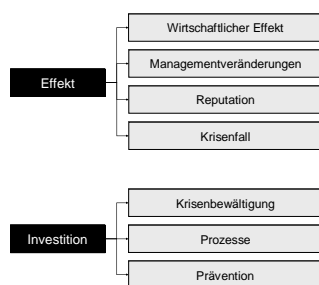 Wirtschaftlicher Effekt
Managementveränderungen
Effekt
Reputation
Krisenfall
Krisenbewältigung
Investition
Prozesse
Prävention